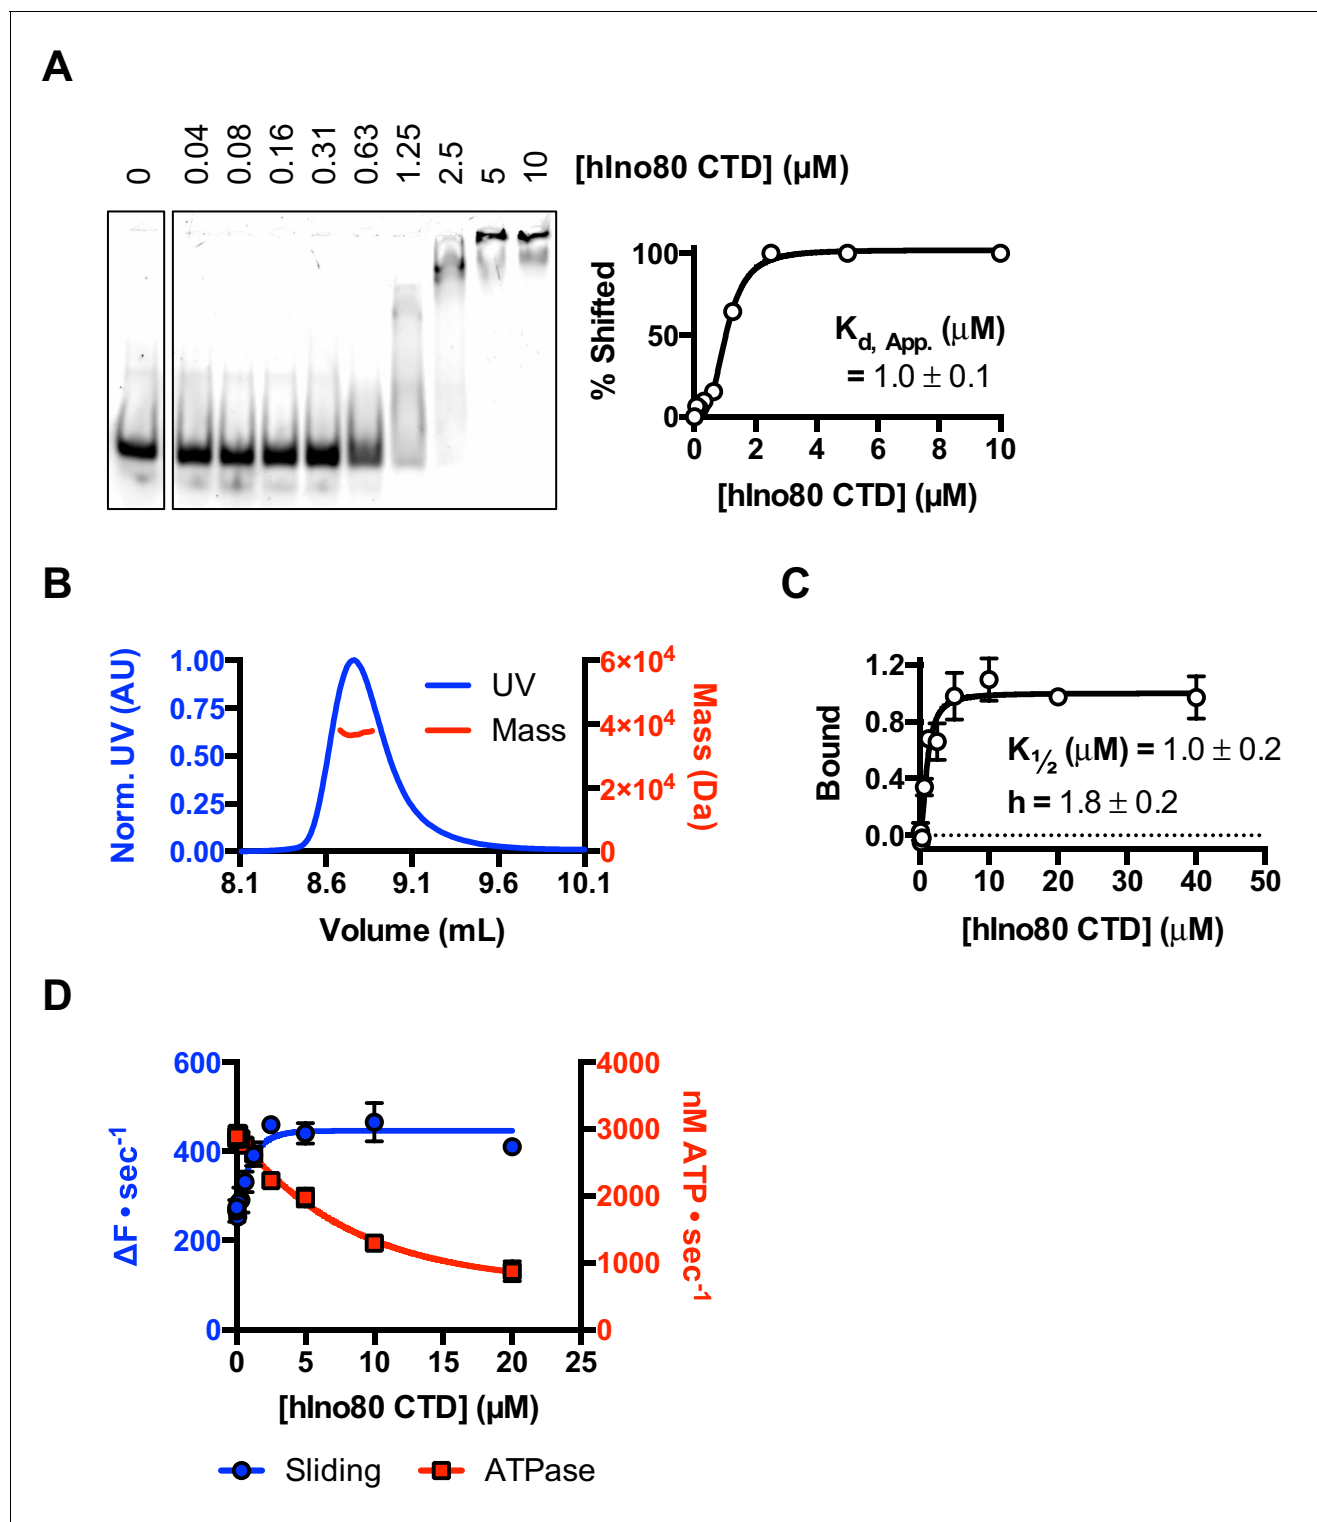 A
0 0.04 0.08 0.16 0.31 0.63 1.25 2.5 5 10 [hIno80 CTD] (µM)
% Shifted
100
50
0
K d, App. (µM)
= 1.0 ± 0.1
0 2 4 6 8 10
[hIno80 CTD] (µM)
B
Norm. UV (AU)
1.00
0.75
0.50
0.25
0.00
UV
Mass
6×10⁴
4×10⁴
2×10⁴
0
Mass (Da)
8.1 8.6 9.1 9.6 10.1
Volume (mL)
C
Bound
1.2
0.8
0.4
0.0
K½ (µM) = 1.0 ± 0.2
h = 1.8 ± 0.2
0 10 20 30 40 50
[hIno80 CTD] (µM)
D
ΔF • sec⁻¹
600
400
200
0
4000
3000
2000
1000
0
nM ATP • sec⁻¹
0 5 10 15 20 25
[hIno80 CTD] (µM)
Sliding ATPase